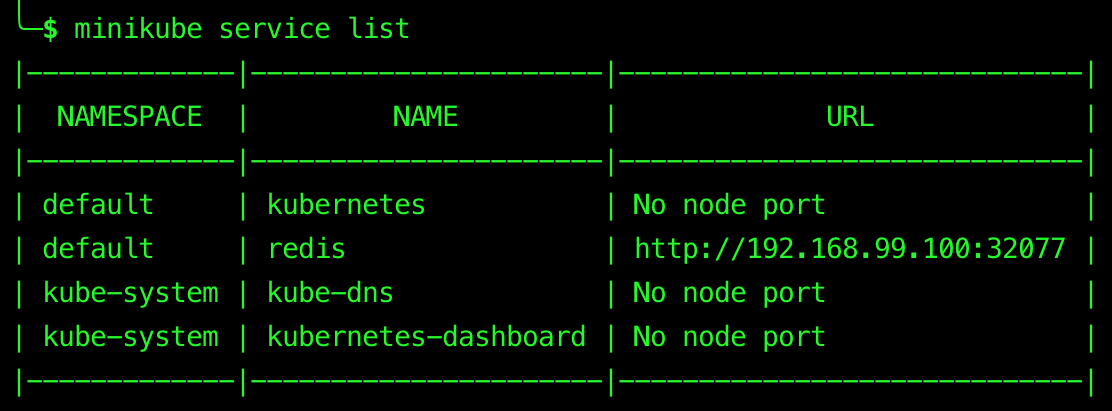 ╰─$ minikube service list
|-------------|----------------------|-----------------------------|
|  NAMESPACE  |         NAME         |             URL             |
|-------------|----------------------|-----------------------------|
| default     | kubernetes           | No node port                |
| default     | redis                | http://192.168.99.100:32077 |
| kube-system | kube-dns             | No node port                |
| kube-system | kubernetes-dashboard | No node port                |
|-------------|----------------------|-----------------------------|